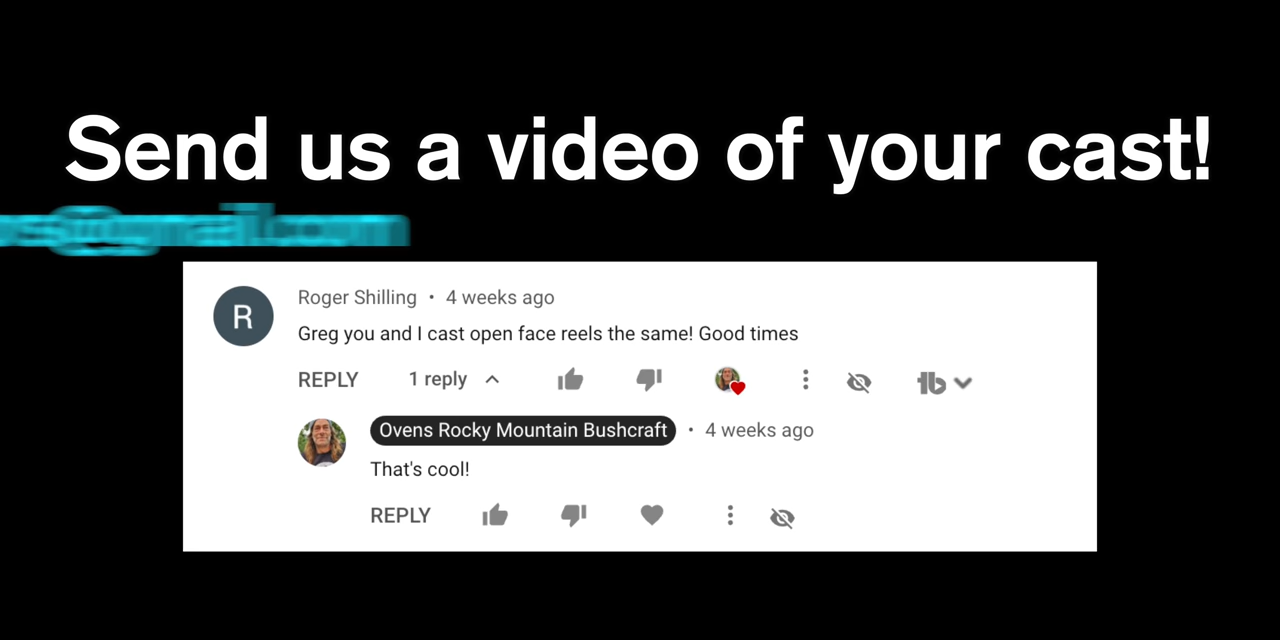 Send us a video of your cast!
R
Roger Shilling • 4 weeks ago
Greg you and I cast open face reels the same! Good times
REPLY 1 reply
Ovens Rocky Mountain Bushcraft • 4 weeks ago
That's cool!
REPLY